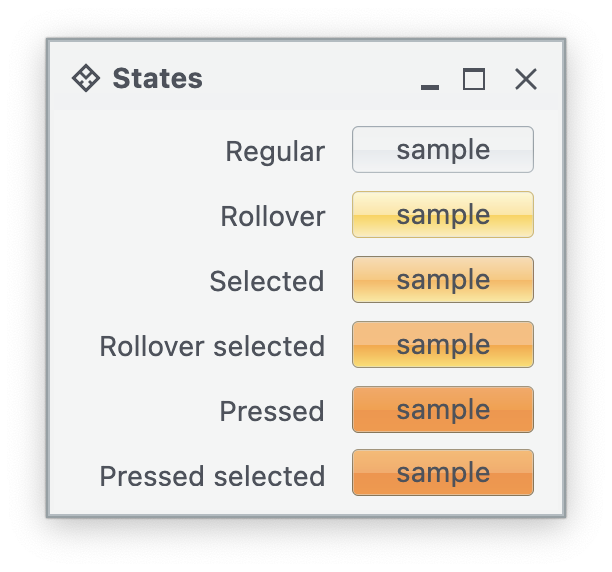 States
Regular sample
Rollover sample
Selected sample
Rollover selected sample
Pressed sample
Pressed selected sample